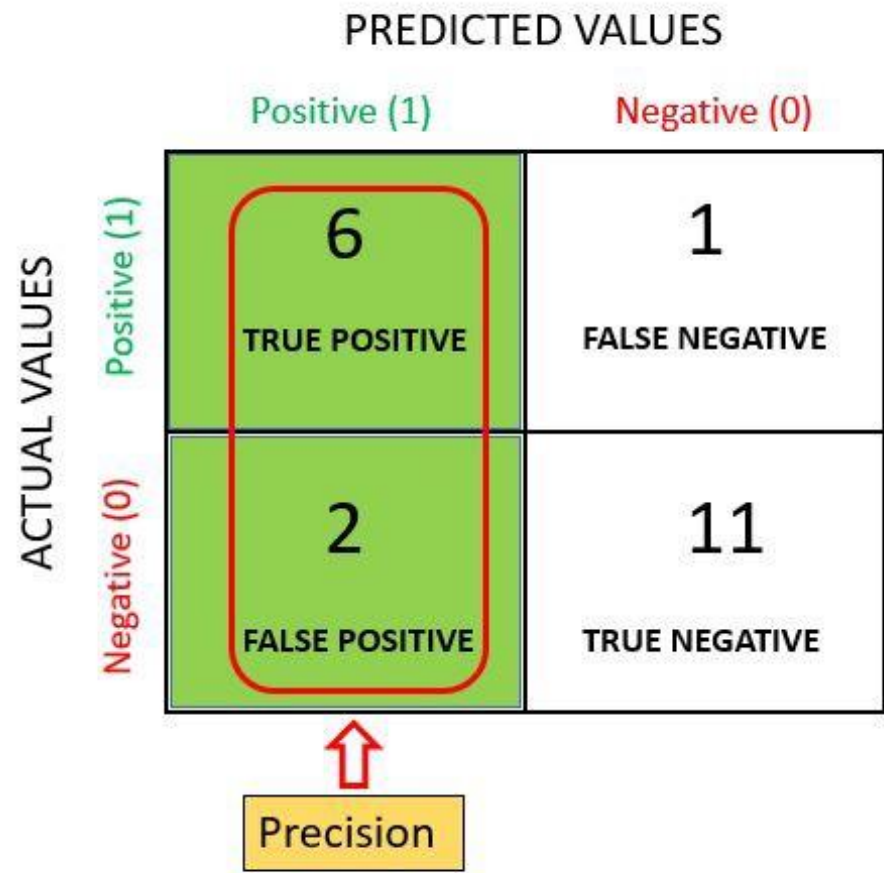 PREDICTED VALUES
Positive (1)
Negative (0)
ACTUAL VALUES
Positive (1)
6
TRUE POSITIVE
1
FALSE NEGATIVE
Negative (0)
2
FALSE POSITIVE
11
TRUE NEGATIVE
Precision